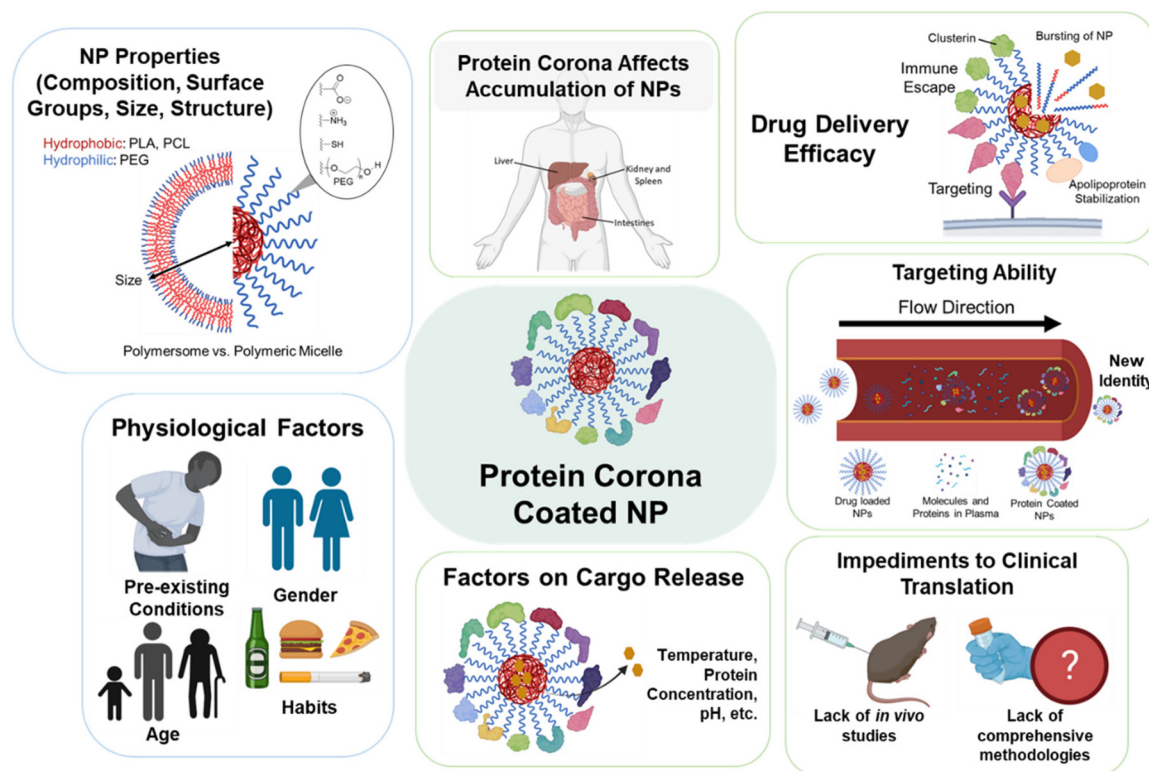 NP Properties
(Composition, Surface
Groups, Size, Structure)
Hydrophobic: PLA, PCL
Hydrophilic: PEG
O
O
⊖
⊕
NH3
SH
O
O
n
H
PEG
Size
Polymersome vs. Polymeric Micelle
Protein Corona Affects
Accumulation of NPs
Liver
Kidney and
Spleen
Intestines
Drug Delivery
Efficacy
Clusterin
Bursting of NP
Immune
Escape
Targeting
Apolipoprotein
Stabilization
Protein Corona
Coated NP
Targeting Ability
Flow Direction
New
Identity
Drug loaded
NPs
Molecules and
Proteins in Plasma
Protein Coated
NPs
Physiological Factors
Pre-existing
Conditions
Gender
Age
Habits
Factors on Cargo Release
Temperature,
Protein
Concentration,
pH, etc.
Impediments to Clinical
Translation
?
Lack of in vivo
studies
Lack of
comprehensive
methodologies